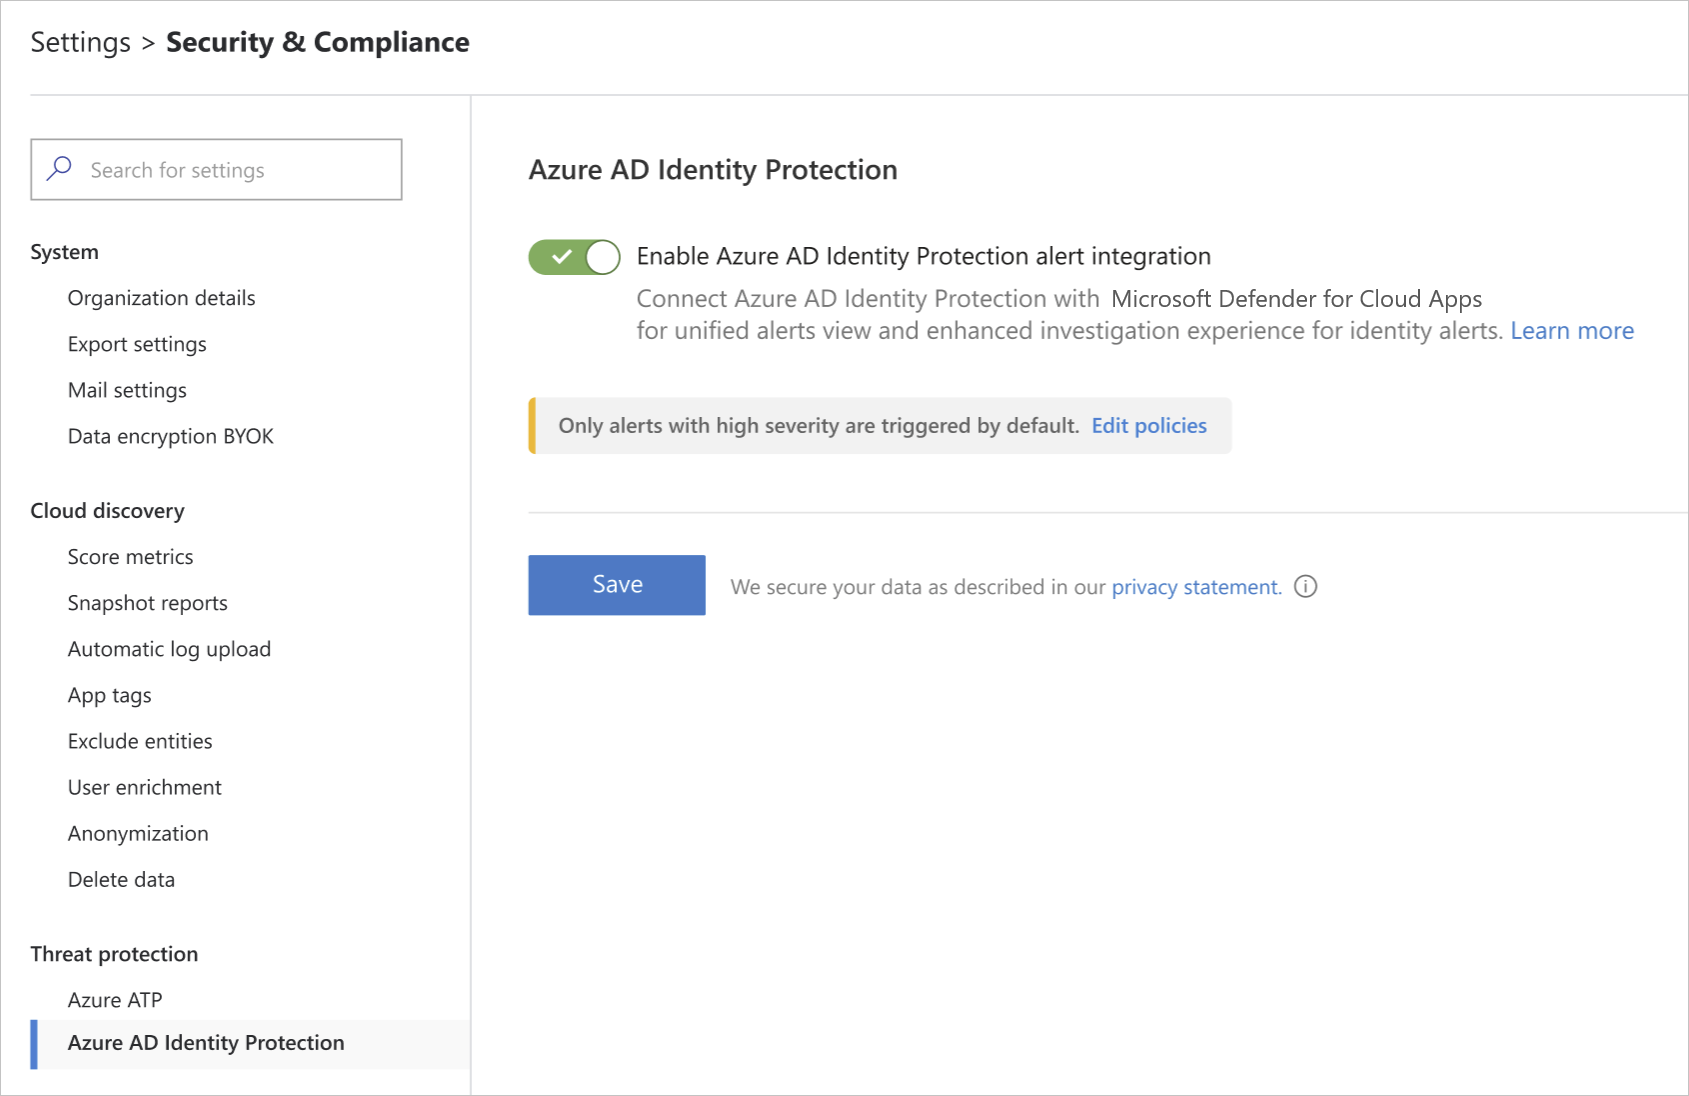 Settings > Security & Compliance
Search for settings
System
Organization details
Export settings
Mail settings
Data encryption BYOK
Cloud discovery
Score metrics
Snapshot reports
Automatic log upload
App tags
Exclude entities
User enrichment
Anonymization
Delete data
Threat protection
Azure ATP
Azure AD Identity Protection
Azure AD Identity Protection
Enable Azure AD Identity Protection alert integration
Connect Azure AD Identity Protection with Microsoft Defender for Cloud Apps
for unified alerts view and enhanced investigation experience for identity alerts. Learn more
Only alerts with high severity are triggered by default. Edit policies
Save
We secure your data as described in our privacy statement.